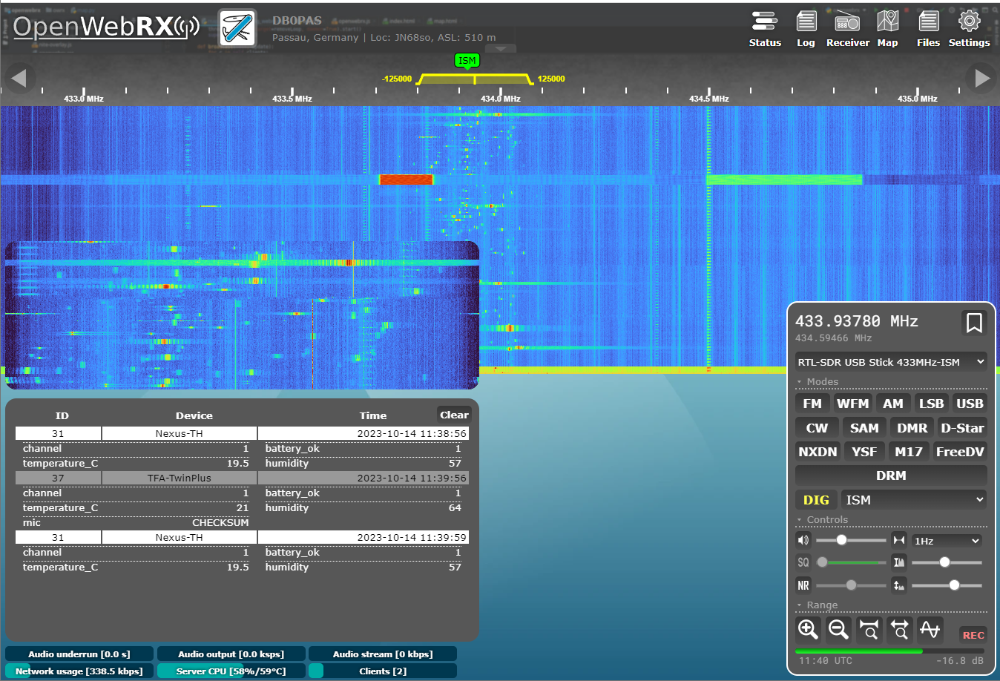 OpenWebRX
DB0PAS
Passau, Germany | Loc: JN68so, ASL: 510 m
Status
Log
Receiver
Map
Files
Settings
ISM
-125000
125000
433.0 MHz
433.5 MHz
434.0 MHz
434.5 MHz
435.0 MHz
433.93780 MHz
434.59466 MHz
RTL-SDR USB Stick 433MHz-ISM
Modes
FM WFM AM LSB USB
CW SAM DMR D-Star
NXDN YSF M17 FreeDV
DRM
DIG ISM
Controls
1Hz
SQ
NR
Range
REC
11:40 UTC -16.8 dB
ID Device Time Clear
31 Nexus-TH 2023-10-14 11:38:56
channel 1 battery_ok 1
temperature_C 19.5 humidity 57
37 TFA-TwinPlus 2023-10-14 11:39:56
channel 1 battery_ok 1
temperature_C 21 humidity 64
mic CHECKSUM
31 Nexus-TH 2023-10-14 11:39:59
channel 1 battery_ok 1
temperature_C 19.5 humidity 57
Audio underrun [0.0 s] Audio output [0.0 ksps] Audio stream [0 kbps]
Network usage [338.5 kbps] Server CPU [58%/59°C] Clients [2]